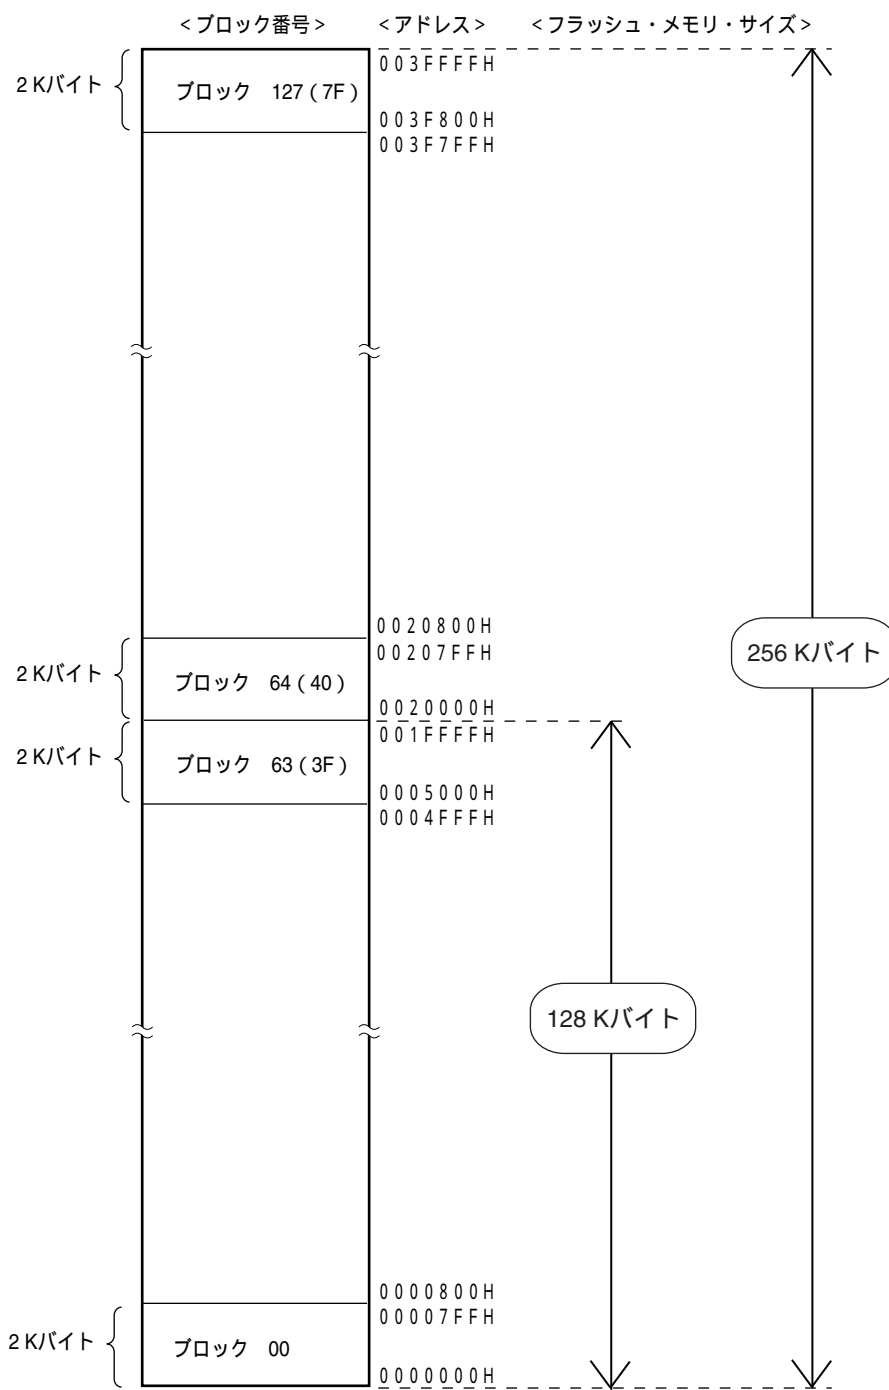 <ブロック番号> <アドレス> <フラッシュ・メモリ・サイズ>
003FFFFH
2 Kバイト ブロック 127 ( 7F )
003F800H
003F7FFH
0020800H
00207FFH
256 Kバイト
2 Kバイト ブロック 64 ( 40 )
0020000H
001FFFFH
2 Kバイト ブロック 63 ( 3F )
0005000H
0004FFFH
128 Kバイト
0000800H
00007FFH
2 Kバイト ブロック 00
0000000H